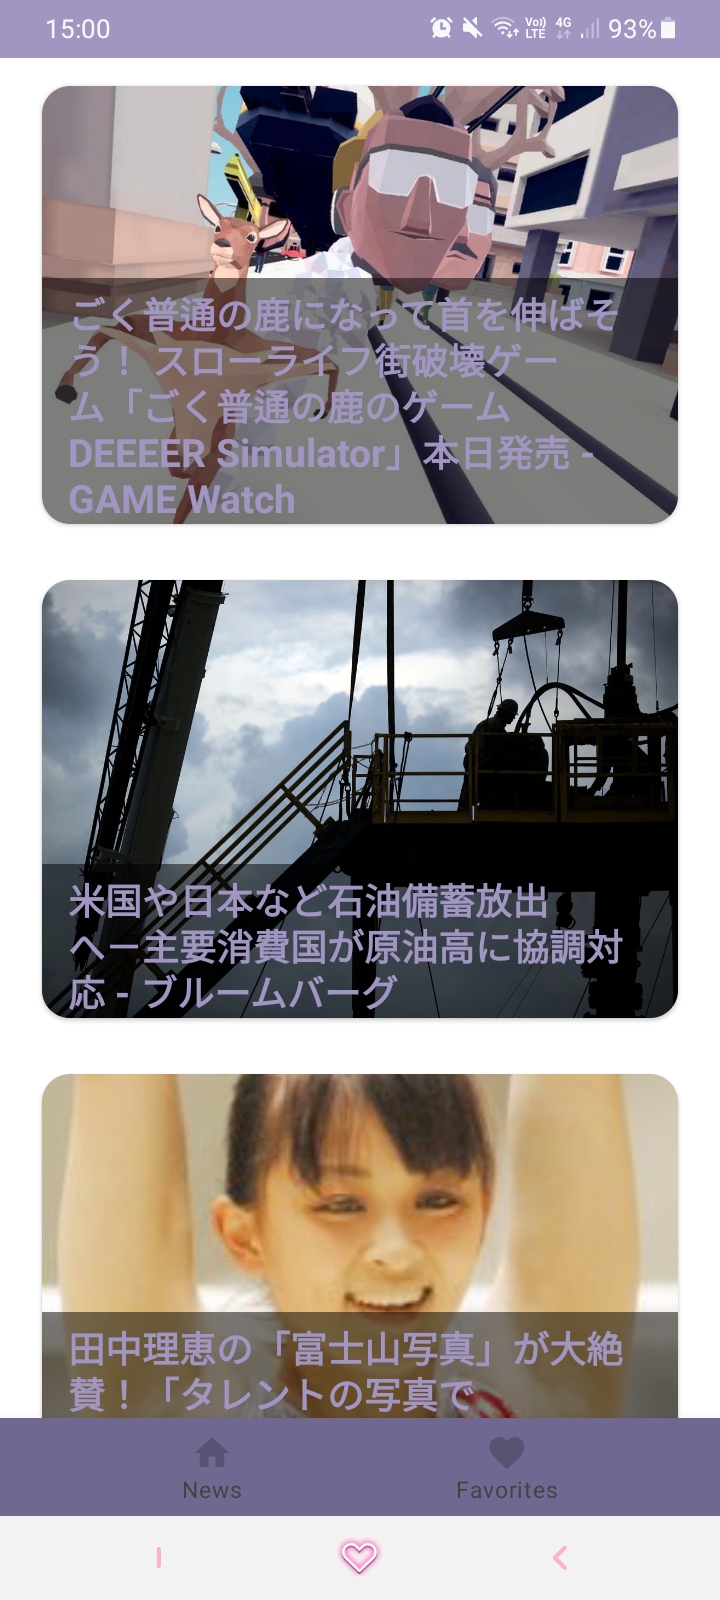 15:00
Vo)) LTE 4G 93%
ごく普通の鹿になって首を伸ばそ
う！ スローライフ街破壊ゲー
ム「ごく普通の鹿のゲーム
DEEEER Simulator」本日発売 -
GAME Watch
米国や日本など石油備蓄放出
へー主要消費国が原油高に協調対
応 - ブルームバーグ
田中理恵の「富士山写真」が大絶
賛！「タレントの写真で
News
Favorites